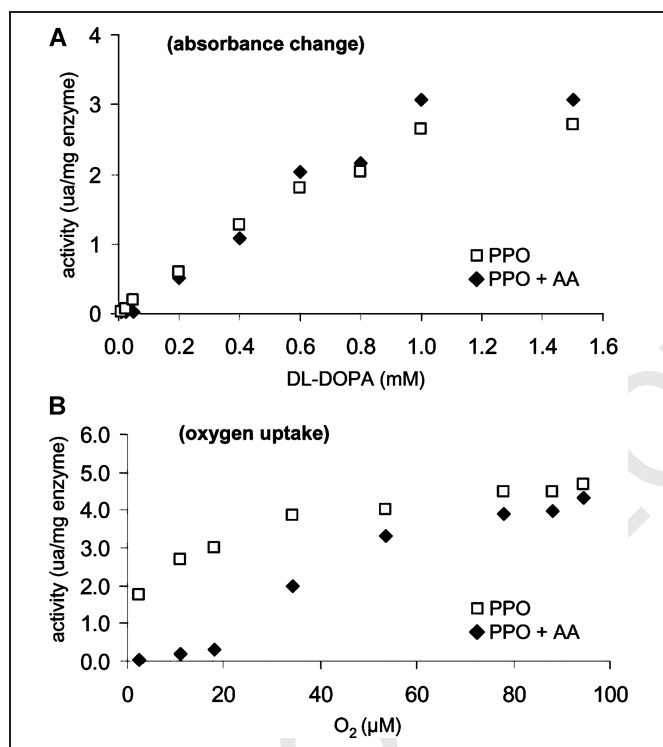 A
(absorbance change)
activity (ua/mg enzyme)
4
3
2
1
0
PPO
PPO + AA
0.0 0.2 0.4 0.6 0.8 1.0 1.2 1.4 1.6
DL-DOPA (mM)
B
(oxygen uptake)
activity (ua/mg enzyme)
6.0
5.0
4.0
3.0
2.0
1.0
0.0
PPO
PPO + AA
0 20 40 60 80 100
O₂ (µM)